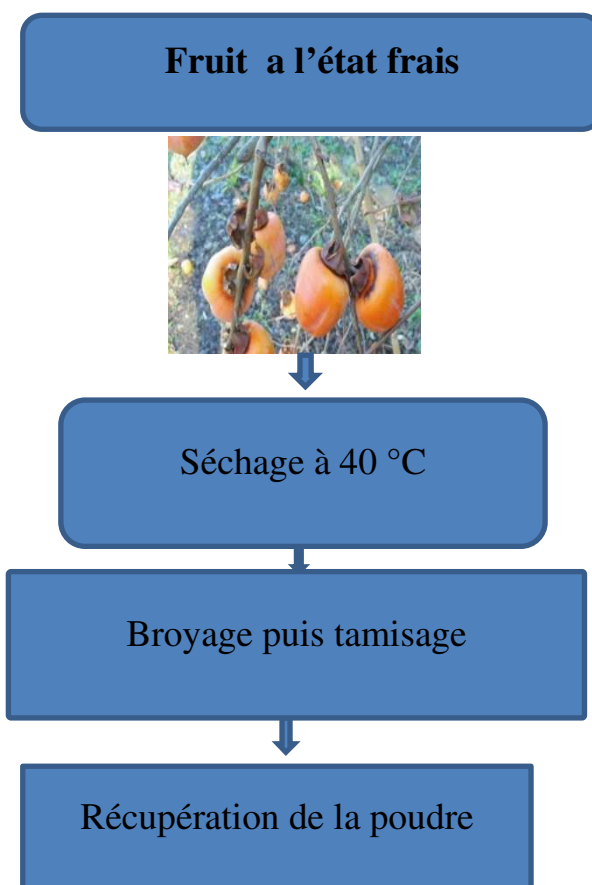 Fruit a l’état frais
Séchage à 40 °C
Broyage puis tamisage
Récupération de la poudre